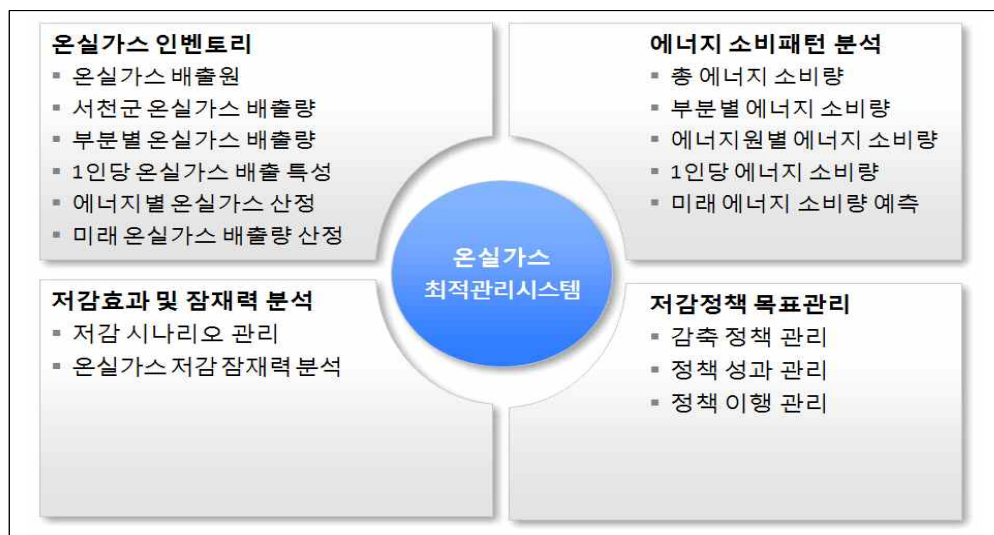 온실가스 인벤토리
▪ 온실가스 배출원
▪ 서천군 온실가스 배출량
▪ 부분별 온실가스 배출량
▪ 1인당 온실가스 배출 특성
▪ 에너지별 온실가스 산정
▪ 미래 온실가스 배출량 산정
에너지 소비패턴 분석
▪ 총 에너지 소비량
▪ 부분별 에너지 소비량
▪ 에너지원별 에너지 소비량
▪ 1인당 에너지 소비량
▪ 미래 에너지 소비량 예측
온실가스
최적관리시스템
저감효과 및 잠재력 분석
▪ 저감 시나리오 관리
▪ 온실가스 저감 잠재력 분석
저감정책 목표관리
▪ 감축 정책 관리
▪ 정책 성과 관리
▪ 정책 이행 관리